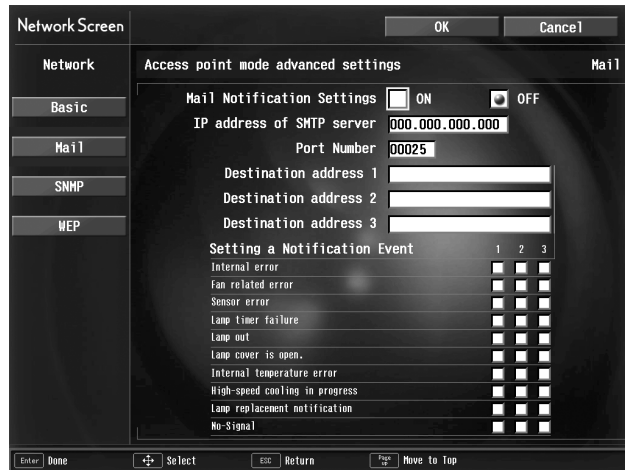 Network Screen
OK
Cancel
Network
Access point mode advanced settings
Mail
Basic
Mail
SNMP
WEP
Mail Notification Settings ON OFF
IP address of SMTP server 000.000.000.000
Port Number 00025
Destination address 1
Destination address 2
Destination address 3
Setting a Notification Event 1 2 3
Internal error
Fan related error
Sensor error
Lamp timer failure
Lamp out
Lamp cover is open.
Internal temperature error
High-speed cooling in progress
Lamp replacement notification
No-Signal
Enter Done Select ESC Return Page up Move to Top